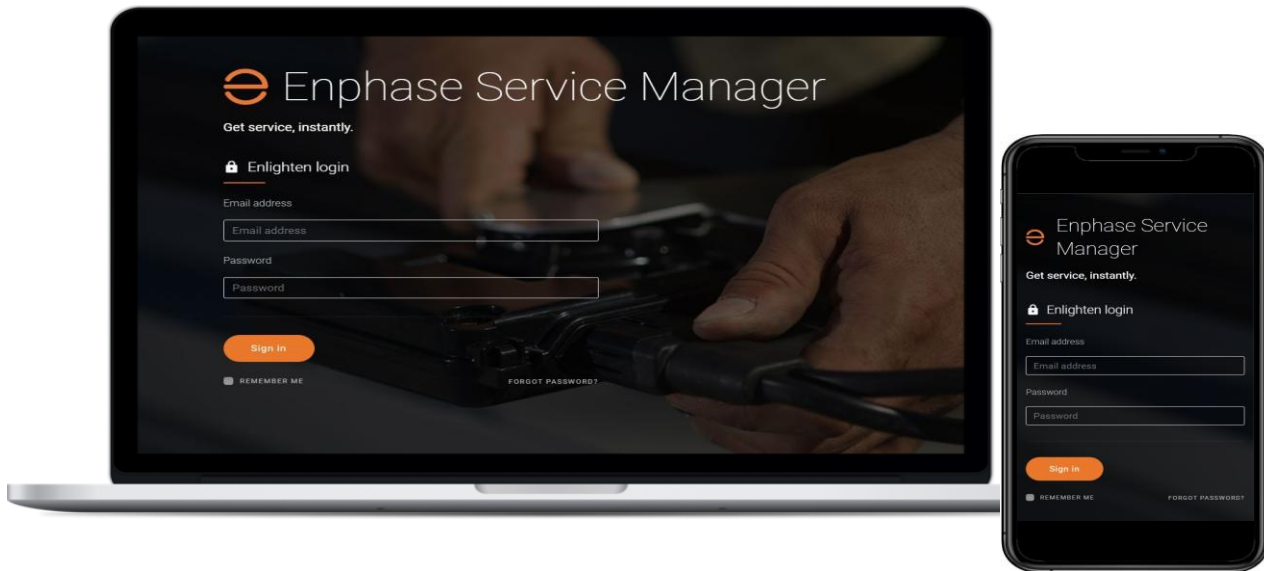 Enphase Service Manager
Get service, instantly.
Enlighten login
Email address
Email address
Password
Password
Sign in
REMEMBER ME
FORGOT PASSWORD?
Enphase Service
Manager
Get service, instantly.
Enlighten login
Email address
Email address
Password
Password
Sign in
REMEMBER ME
FORGOT PASSWORD?